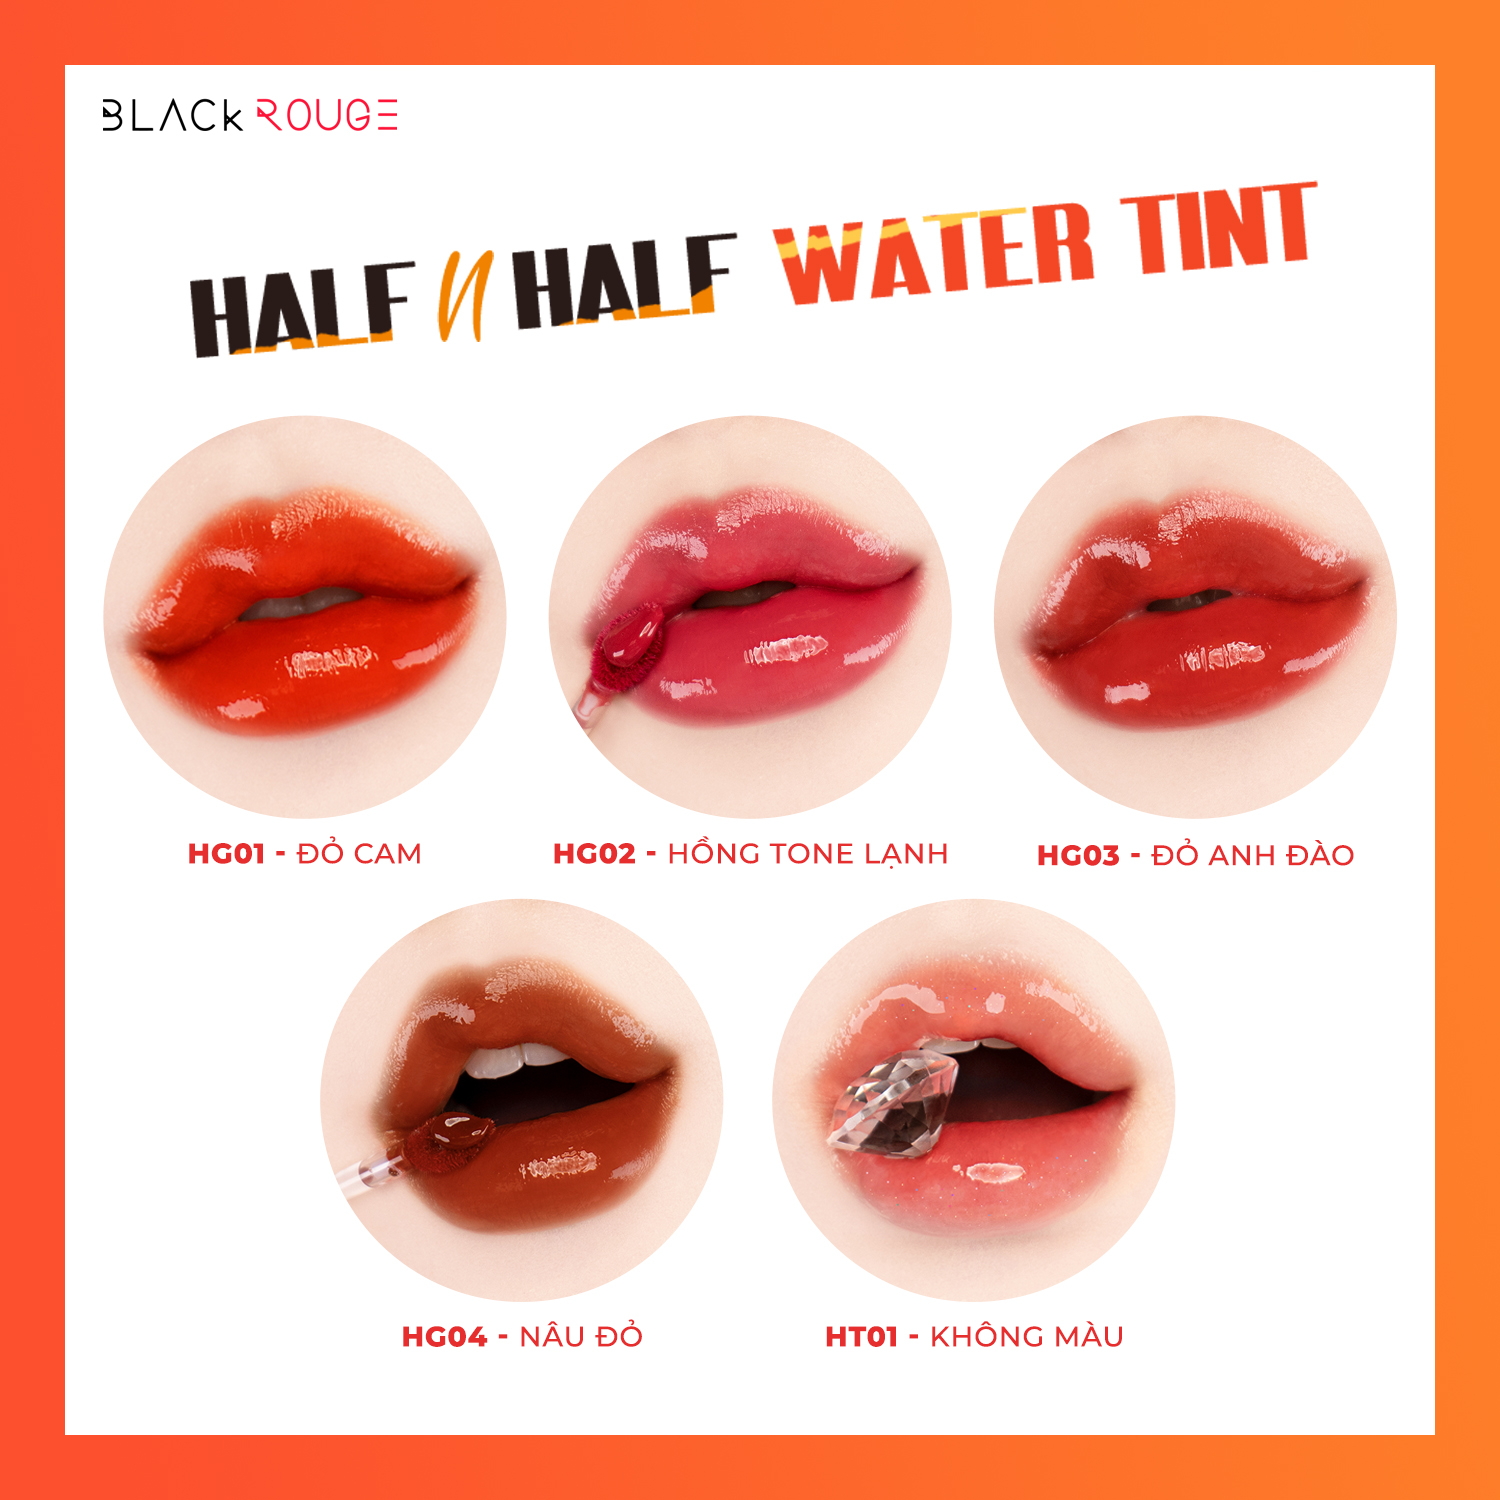 BLACK ROUGE
HALF N HALF WATER TINT
HG01 - ĐỎ CAM
HG02 - HỒNG TONE LẠNH
HG03 - ĐỎ ANH ĐÀO
HG04 - NÂU ĐỎ
HT01 - KHÔNG MÀU